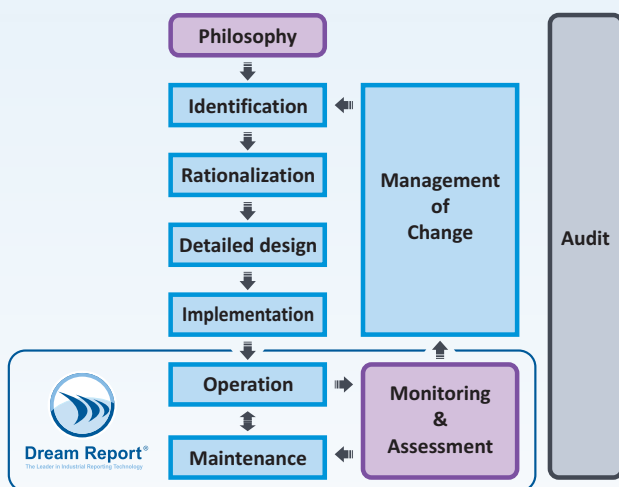 Philosophy
Identification
Rationalization
Detailed design
Implementation
Operation
Maintenance
Management
of
Change
Monitoring
&
Assessment
Audit
Dream Report®
The Leader in Industrial Reporting Technology